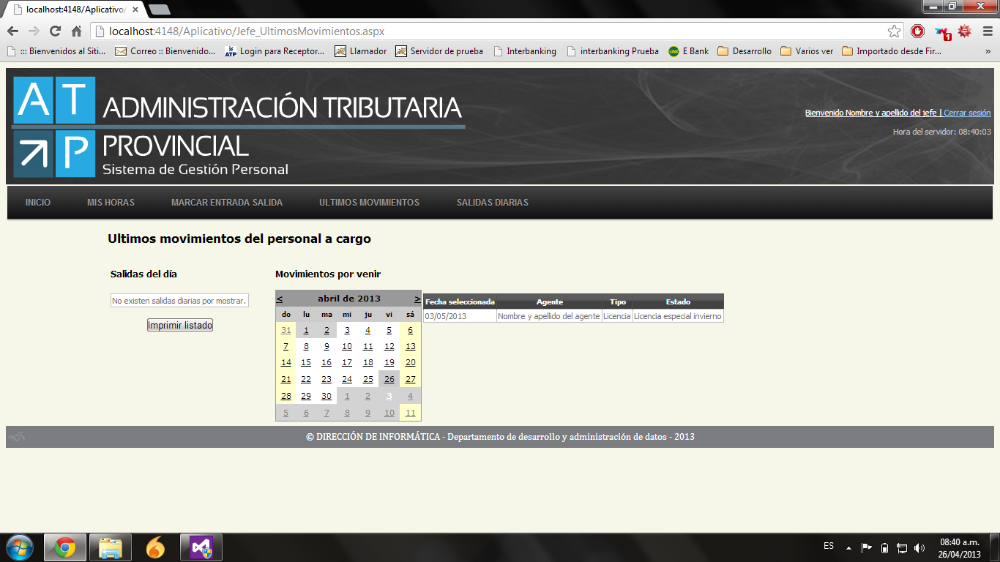 localhost:4148/Aplicativo/
localhost:4148/Aplicativo/Jefe_UltimosMovimientos.aspx
1
::: Bienvenidos al Siti... Correo :: Bienvenido... ATP Login para Receptor... Llamador Servidor de prueba Interbanking interbanking Prueba LINK E Bank Desarrollo Varios ver Importado desde Fir... »
A T
P
ADMINISTRACIÓN TRIBUTARIA
PROVINCIAL
Sistema de Gestión Personal
Bienvenido Nombre y apellido del jefe | Cerrar sesión
Hora del servidor: 08:40:03
INICIO MIS HORAS MARCAR ENTRADA SALIDA ULTIMOS MOVIMIENTOS SALIDAS DIARIAS
Ultimos movimientos del personal a cargo
Salidas del día
No existen salidas diarias por mostrar.
Imprimir listado
Movimientos por venir
< abril de 2013 >
do lu ma mi ju vi sá
31 1 2 3 4 5 6
7 8 9 10 11 12 13
14 15 16 17 18 19 20
21 22 23 24 25 26 27
28 29 30 1 2 3 4
5 6 7 8 9 10 11
Fecha seleccionada Agente Tipo Estado
03/05/2013 Nombre y apellido del agente Licencia Licencia especial invierno
© DIRECCIÓN DE INFORMÁTICA - Departamento de desarrollo y administración de datos - 2013
ES
08:40 a.m.
26/04/2013